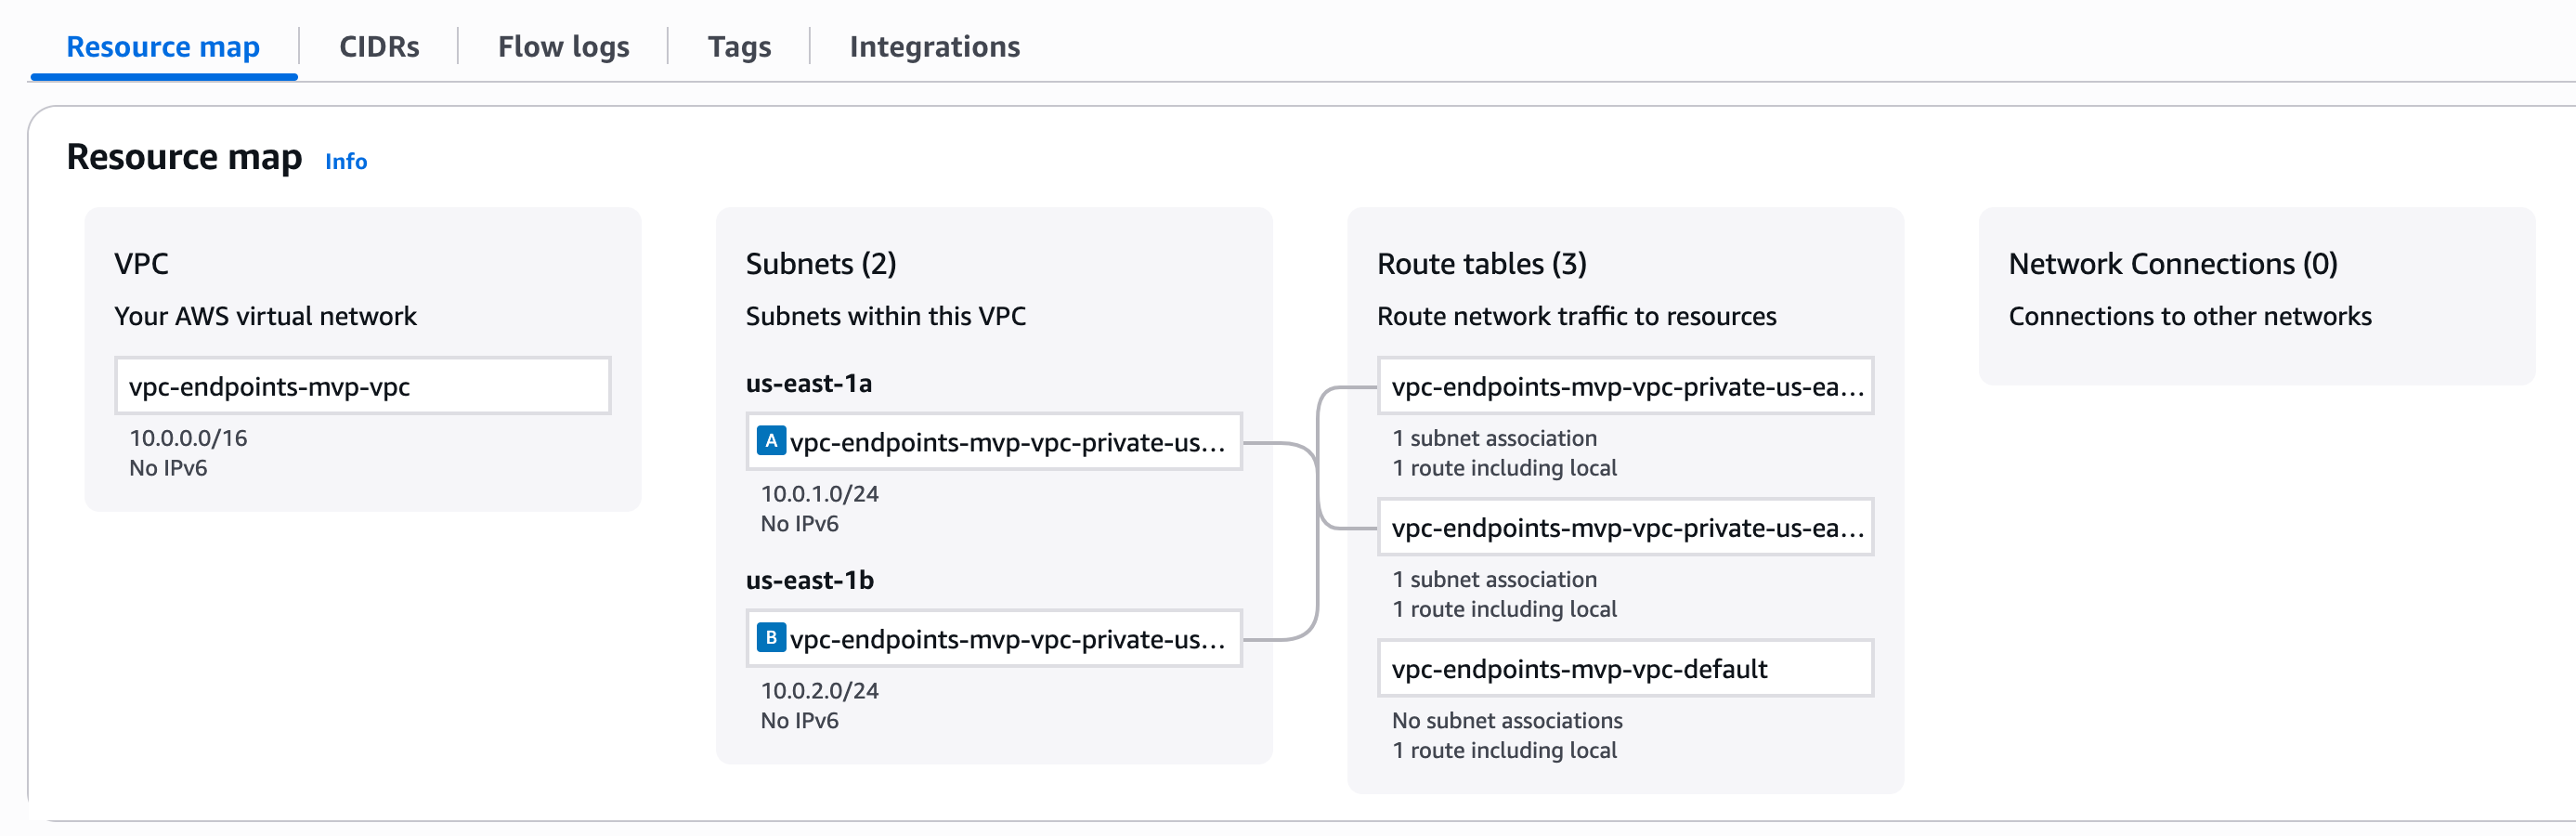 Resource map
CIDRs
Flow logs
Tags
Integrations
Resource map Info
VPC
Your AWS virtual network
vpc-endpoints-mvp-vpc
10.0.0.0/16
No IPv6
Subnets (2)
Subnets within this VPC
us-east-1a
A vpc-endpoints-mvp-vpc-private-us...
10.0.1.0/24
No IPv6
us-east-1b
B vpc-endpoints-mvp-vpc-private-us...
10.0.2.0/24
No IPv6
Route tables (3)
Route network traffic to resources
vpc-endpoints-mvp-vpc-private-us-ea...
1 subnet association
1 route including local
vpc-endpoints-mvp-vpc-private-us-ea...
1 subnet association
1 route including local
vpc-endpoints-mvp-vpc-default
No subnet associations
1 route including local
Network Connections (0)
Connections to other networks